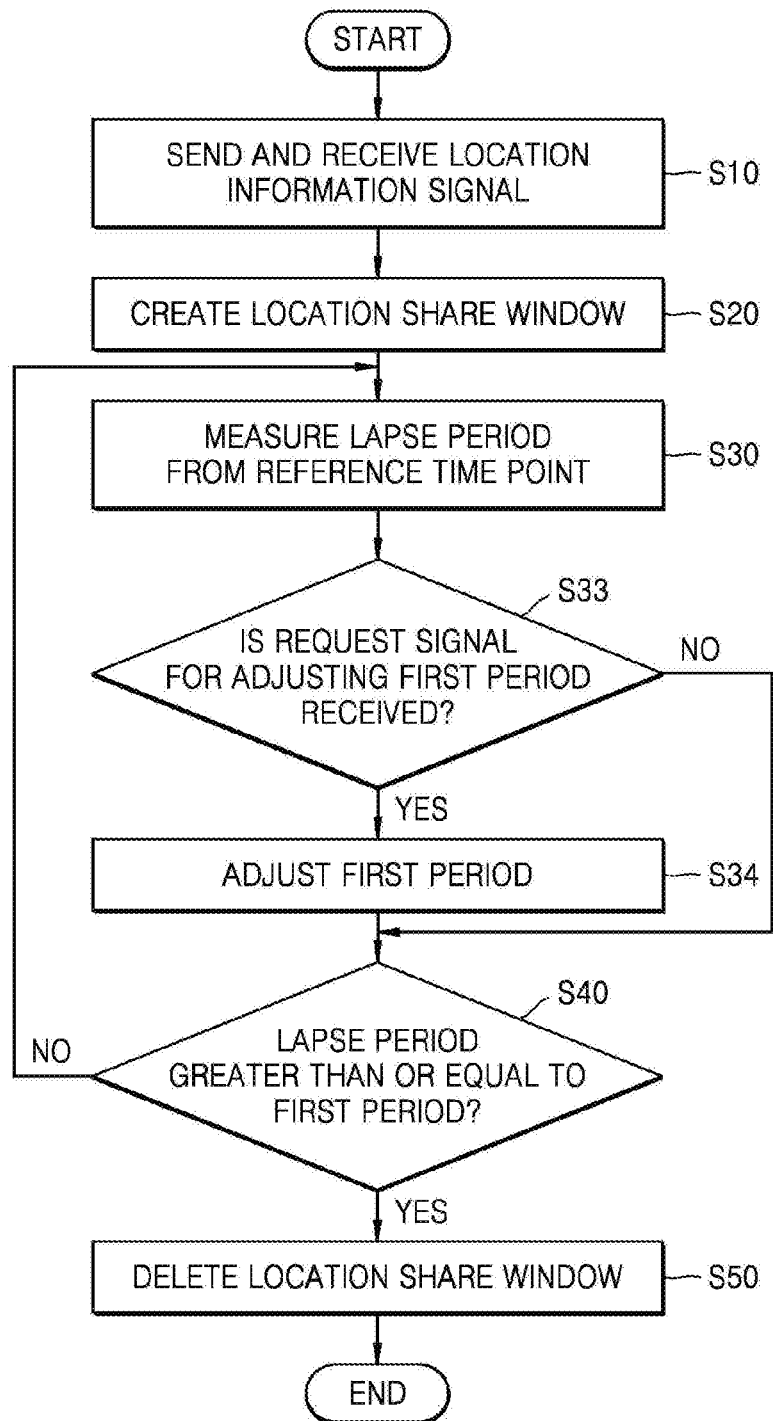 START
SEND AND RECEIVE LOCATION
INFORMATION SIGNAL
S10
CREATE LOCATION SHARE WINDOW
S20
MEASURE LAPSE PERIOD
FROM REFERENCE TIME POINT
S30
S33
IS REQUEST SIGNAL
FOR ADJUSTING FIRST PERIOD
RECEIVED?
NO
YES
ADJUST FIRST PERIOD
S34
S40
LAPSE PERIOD
GREATER THAN OR EQUAL TO
FIRST PERIOD?
NO
YES
DELETE LOCATION SHARE WINDOW
S50
END